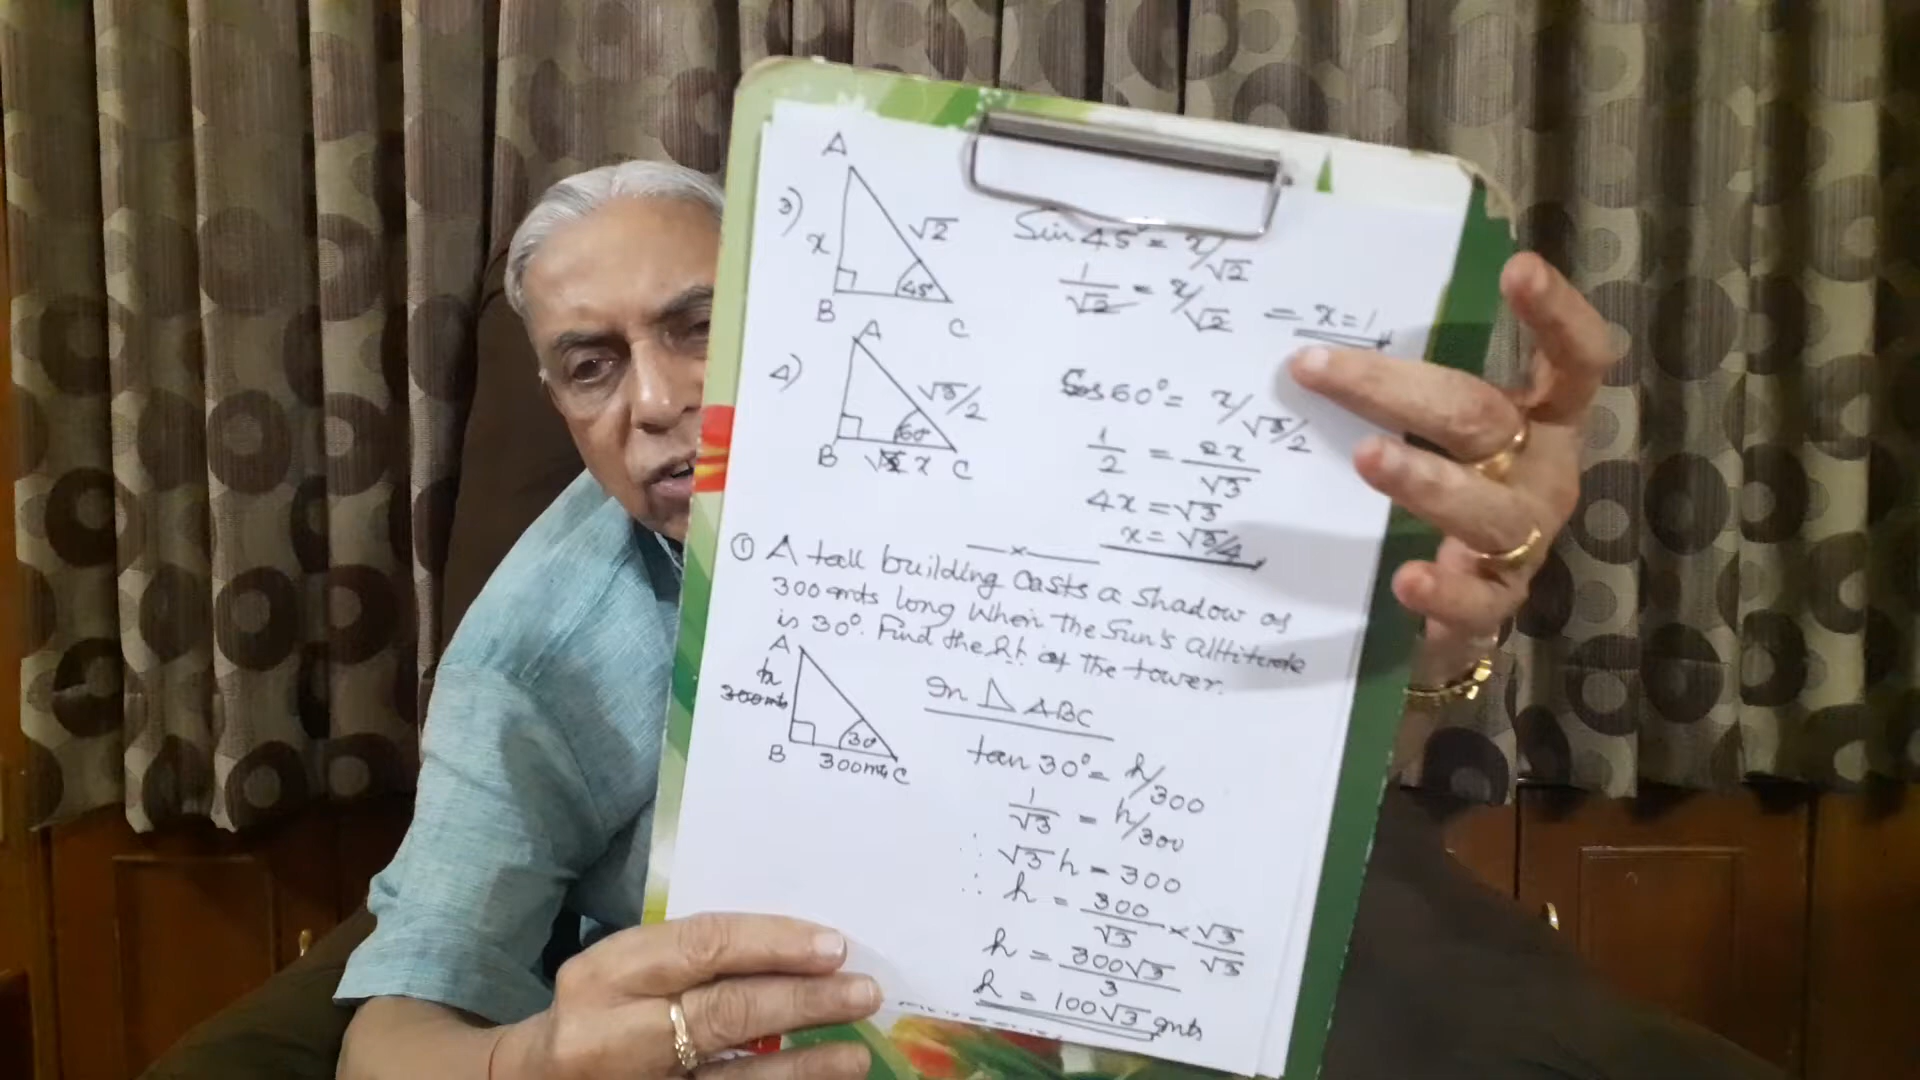 3)
A
x
√2
45°
B
C
Sin 45° = x/√2
1/√2 = x/√2 = x = 1
4)
A
√3/2
60°
B
x
C
Cos 60° = x/√3/2
1/2 = 2x/√3
4x = √3
x = √3/4
① A tall building casts a shadow of
300 mts long when the Sun's altitude
is 30°. Find the ht of the tower.
A
h
300mts
30°
B
300mts
C
In △ ABC
tan 30° = h/300
1/√3 = h/300
∴ √3 h = 300
∴ h = 300/√3 × √3/√3
h = 300√3/3
h = 100√3 mts